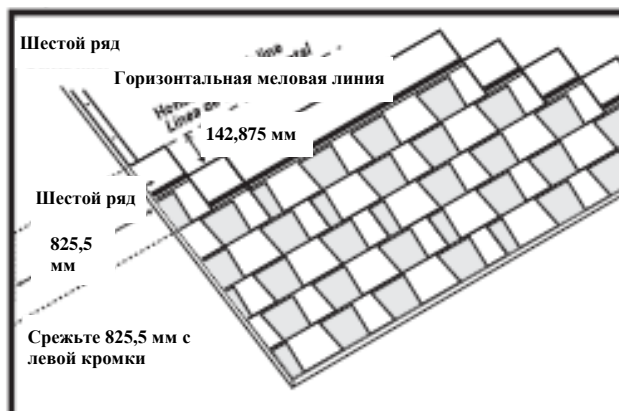 Шестой ряд
Горизонтальная меловая линия
142,875 мм
Шестой ряд
825,5
мм
Срежьте 825,5 мм с
левой кромки